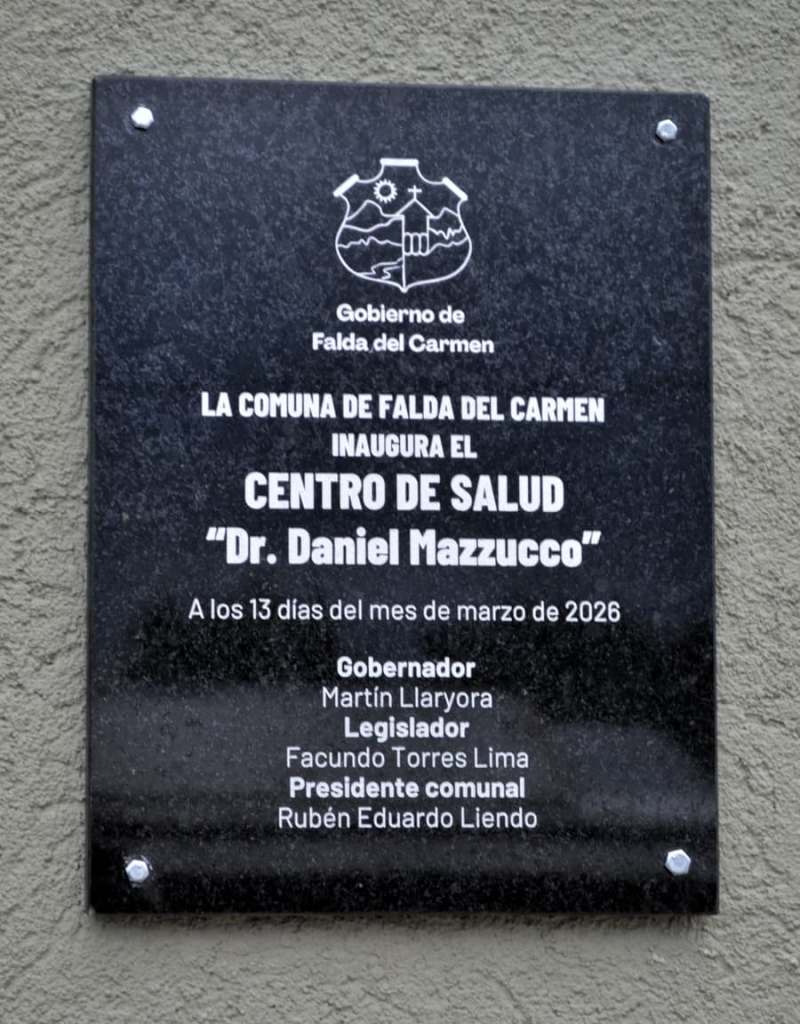 Gobierno de
Falda del Carmen
LA COMUNA DE FALDA DEL CARMEN
INAUGURA EL
CENTRO DE SALUD
“Dr. Daniel Mazzucco”
A los 13 días del mes de marzo de 2026
Gobernador
Martín Llaryora
Legislador
Facundo Torres Lima
Presidente comunal
Rubén Eduardo Liendo